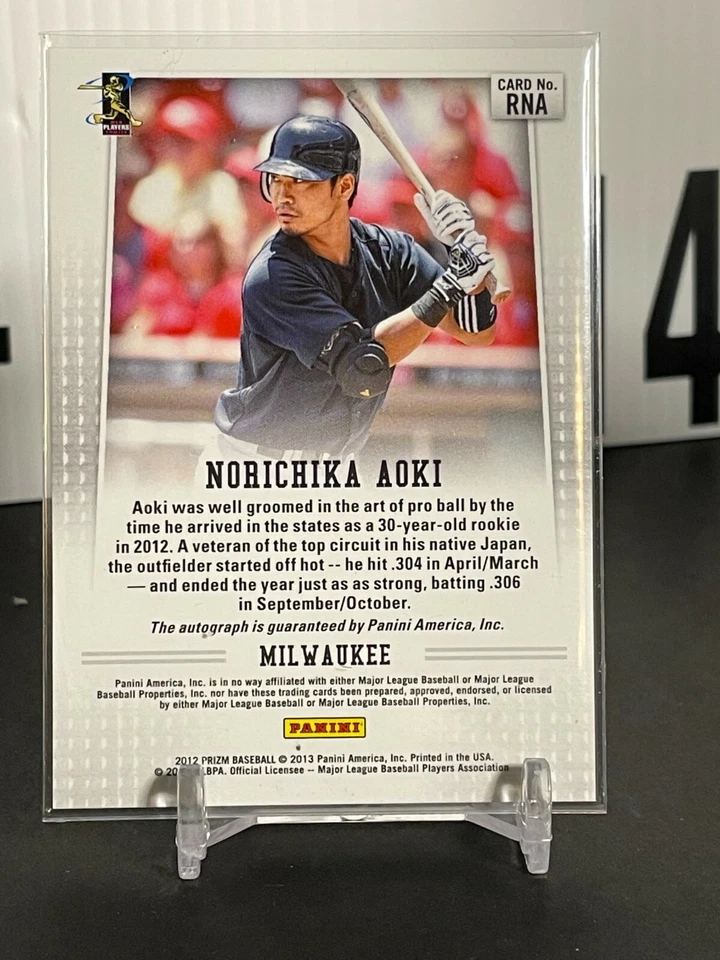 CARD No.
RNA
PLAYERS
NORICHIKA AOKI
Aoki was well groomed in the art of pro ball by the
time he arrived in the states as a 30-year-old rookie
in 2012. A veteran of the top circuit in his native Japan,
the outfielder started off hot -- he hit .304 in April/March
— and ended the year just as as strong, batting .306
in September/October.
The autograph is guaranteed by Panini America, Inc.
MILWAUKEE
Panini America, Inc. is in no way affiliated with either Major League Baseball or Major League
Baseball Properties, Inc. nor have these trading cards been prepared, approved, endorsed, or licensed
by either Major League Baseball or Major League Baseball Properties, Inc.
PANINI
2012 PRIZM BASEBALL © 2013 Panini America, Inc. Printed in the USA.
© 20 LBPA. Official Licensee -- Major League Baseball Players Association
4